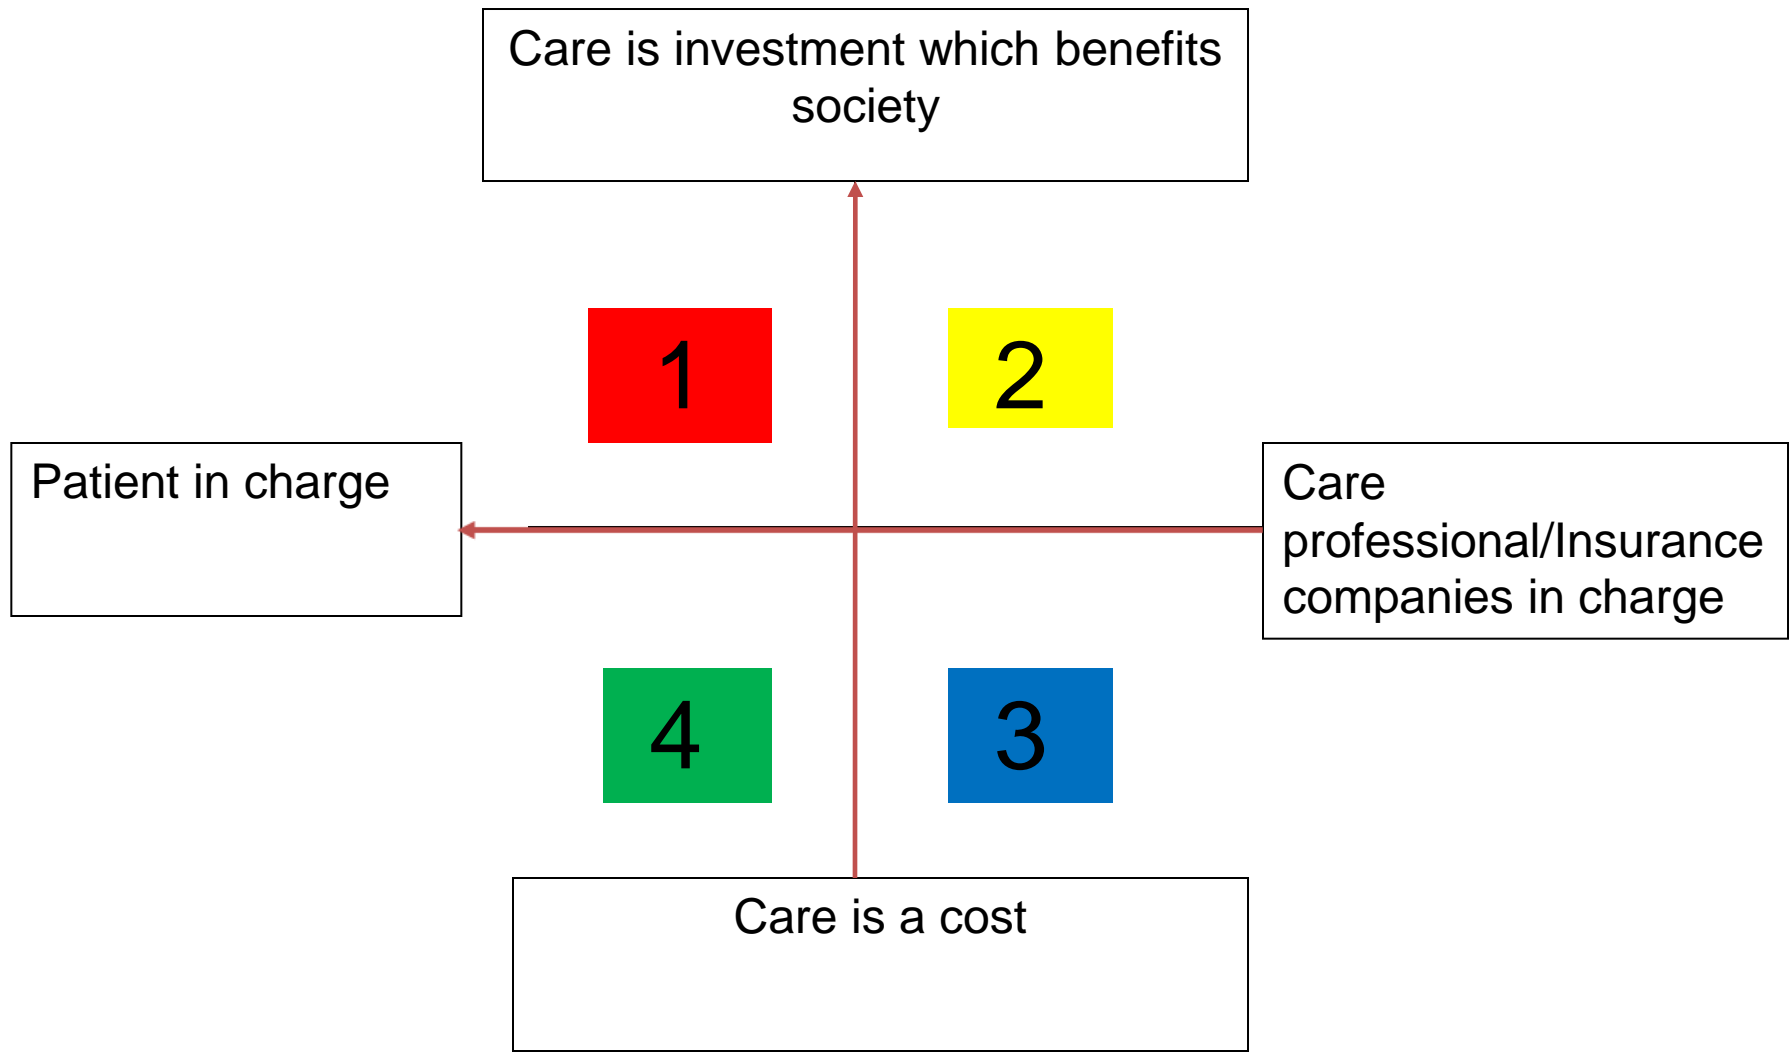 Care is investment which benefits
society
1
2
Patient in charge
Care
professional/Insurance
companies in charge
4
3
Care is a cost